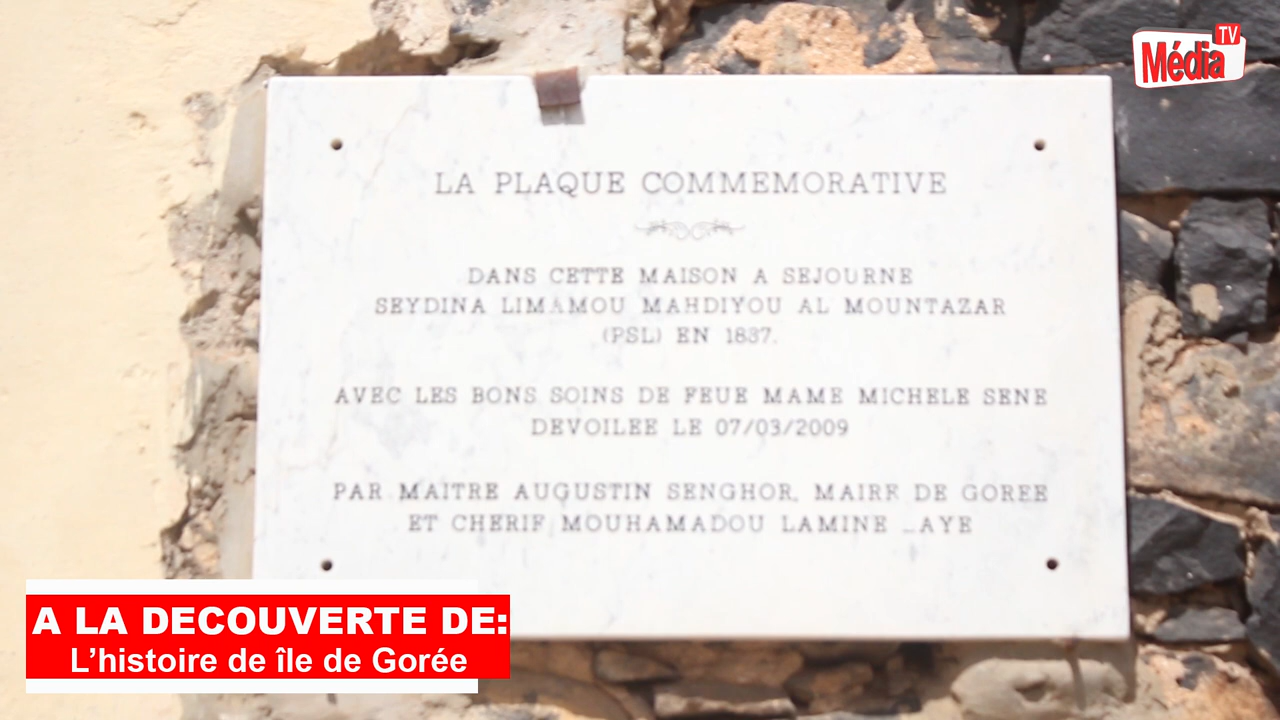 Média TV
LA PLAQUE COMMEMORATIVE
DANS CETTE MAISON A SEJOURNE
SEYDINA LIMAMOU MAHDIYOU AL MOUNTAZAR
(PSL) EN 1887.
AVEC LES BONS SOINS DE FEUE MAME MICHELE SENE
DEVOILEE LE 07/03/2009
PAR MAITRE AUGUSTIN SENGHOR, MAIRE DE GOREE
ET CHERIF MOUHAMADOU LAMINE _AYE
A LA DECOUVERTE DE:
L'histoire de île de Gorée